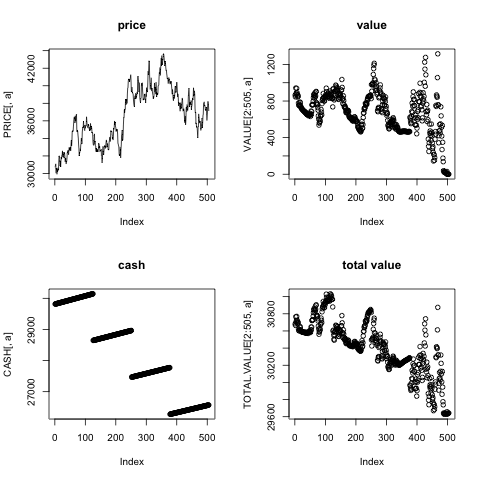 price
PRICE[, a]
42000
36000
30000
0 100 200 300 400 500
Index
value
VALUE[2:505, a]
1200
800
400
0
0 100 200 300 400 500
Index
cash
CASH[, a]
29000
27000
0 100 200 300 400 500
Index
total value
TOTAL.VALUE[2:505, a]
30800
30200
29600
0 100 200 300 400 500
Index